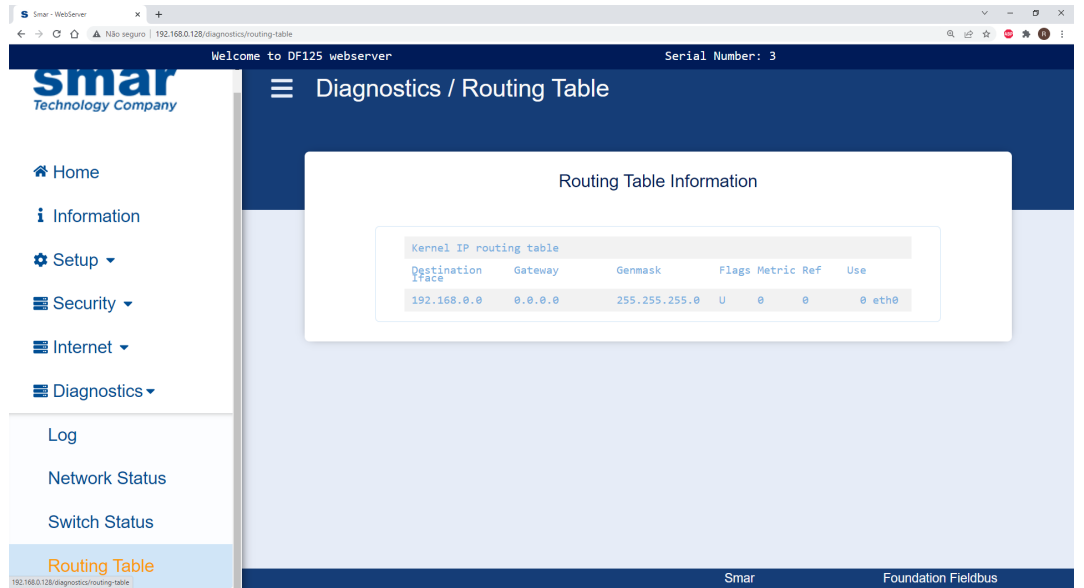 S Smar - WebServer
Não seguro | 192.168.0.128/diagnostics/routing-table
ABP
R
Welcome to DF125 webserver
Serial Number: 3
smar
Technology Company
Diagnostics / Routing Table
Home
Information
Setup
Security
Internet
Diagnostics
Log
Network Status
Switch Status
Routing Table
Routing Table Information
Kernel IP routing table
Destination Gateway Genmask Flags Metric Ref Use
Iface
192.168.0.0 0.0.0.0 255.255.255.0 U 0 0 0 eth0
192.168.0.128/diagnostics/routing-table
Smar
Foundation Fieldbus